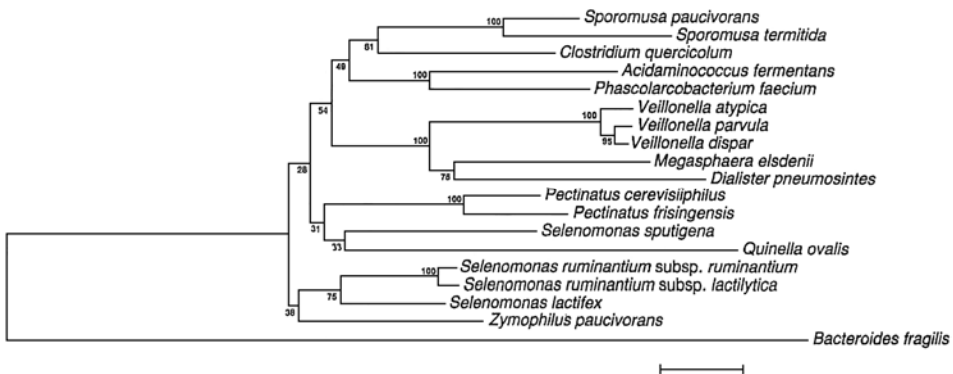 100 Sporomusa paucivorans
Sporomusa termitida
61
Clostridium quercicolum
49
100 Acidaminococcus fermentans
Phascolarcobacterium faecium
54
Veillonella atypica
100
Veillonella parvula
95
Veillonella dispar
100
Megasphaera elsdenii
78
Dialister pneumosintes
28
Pectinatus cerevisiiphilus
100
Pectinatus frisingensis
31
Selenomonas sputigena
33
Quinella ovalis
Selenomonas ruminantium subsp. ruminantium
100
Selenomonas ruminantium subsp. lactilytica
75
Selenomonas lactifex
38
Zymophilus paucivorans
Bacteroides fragilis